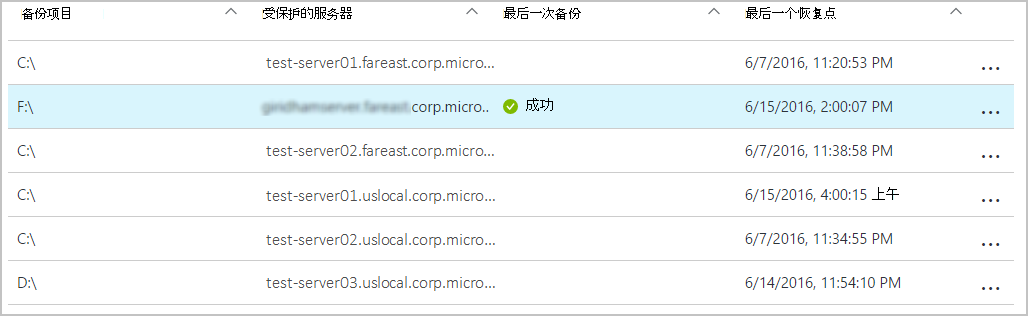 备份项目 受保护的服务器 最后一次备份 最后一个恢复点
C:\ test-server01.fareast.corp.micro... 6/7/2016, 11:20:53 PM ...
F:\ .corp.micro.. 成功 6/15/2016, 2:00:07 PM ...
C:\ test-server02.fareast.corp.micro... 6/7/2016, 11:38:58 PM ...
C:\ test-server01.uslocal.corp.micro... 6/15/2016, 4:00:15 上午 ...
C:\ test-server02.uslocal.corp.micro... 6/7/2016, 11:34:55 PM ...
D:\ test-server03.uslocal.corp.micro... 6/14/2016, 11:54:10 PM ...